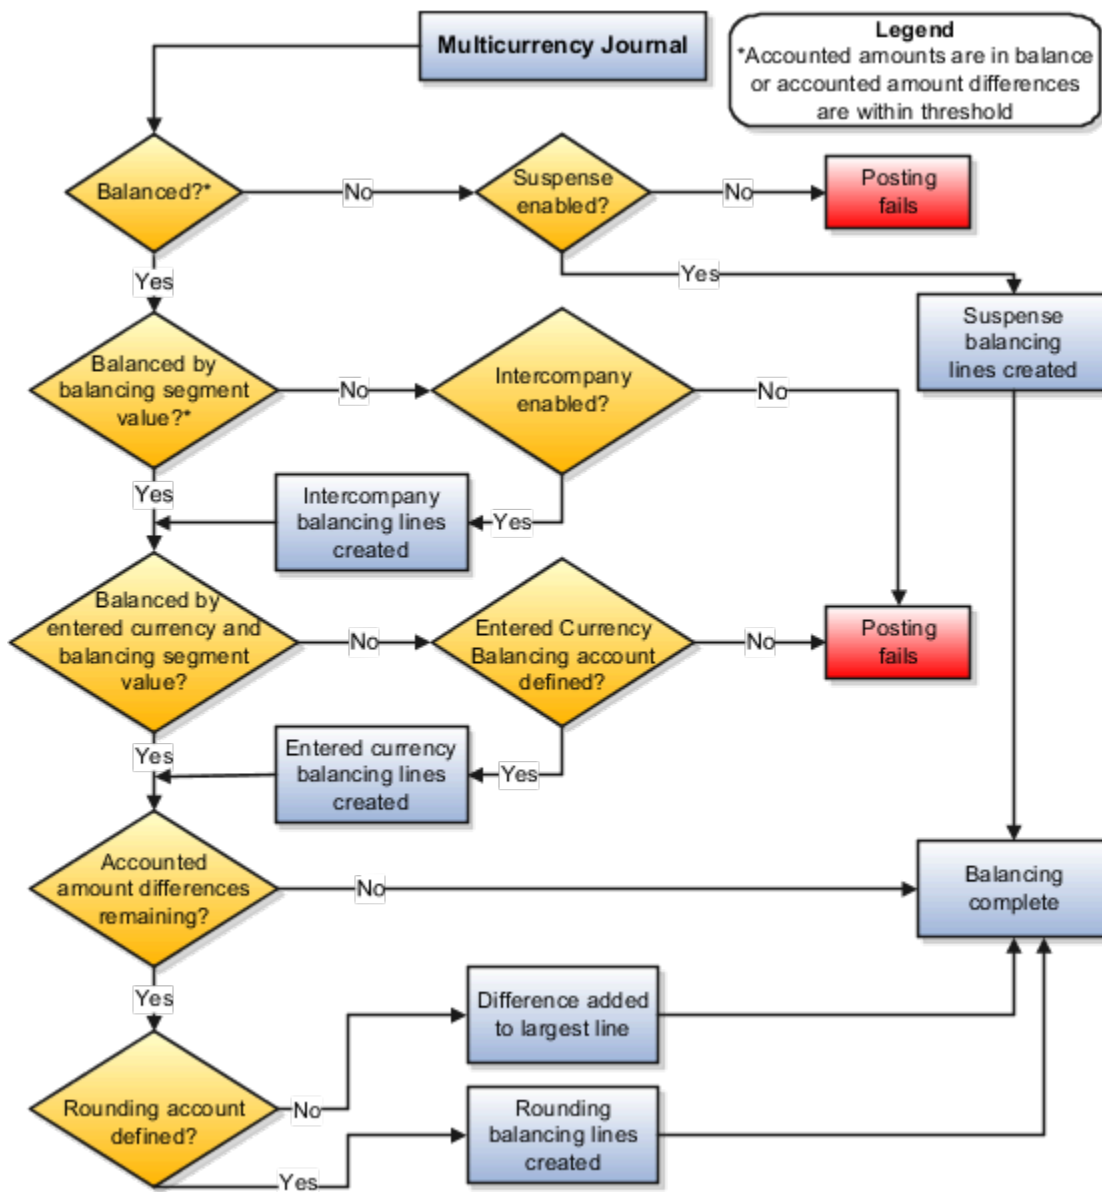 Multicurrency Journal
Legend
*Accounted amounts are in balance
or accounted amount differences
are within threshold
Balanced?*
No
Suspense
enabled?
No
Posting
fails
Yes
Yes
Suspense
balancing
lines created
Balanced by
balancing segment
value?*
No
Intercompany
enabled?
No
Yes
Intercompany
balancing lines
created
Yes
Balanced by
entered currency and
balancing segment
value?
No
Entered Currency
Balancing account
defined?
No
Posting
fails
Yes
Entered currency
balancing lines
created
Yes
Accounted
amount differences
remaining?
No
Balancing
complete
Yes
Difference added
to largest line
Rounding account
defined?
No
Rounding
balancing lines
created
Yes